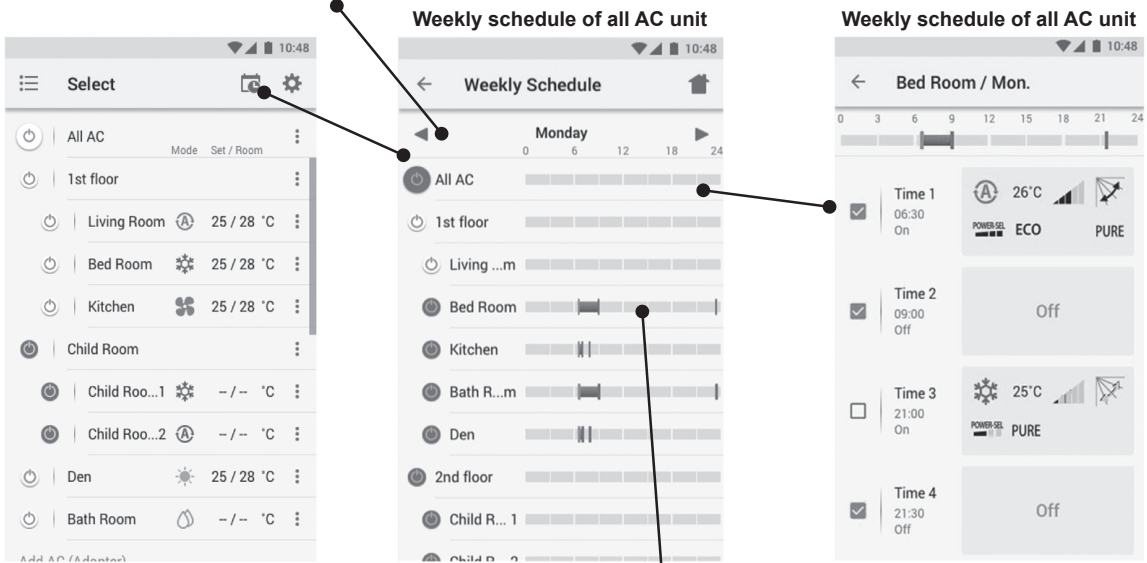 Weekly schedule of all AC unit
Weekly schedule of all AC unit
10:48
Select
All AC
Mode Set / Room
1st floor
Living Room A 25 / 28 °C
Bed Room 25 / 28 °C
Kitchen 25 / 28 °C
Child Room
Child Roo...1 -- / -- °C
Child Roo...2 A -- / -- °C
Den 25 / 28 °C
Bath Room -- / -- °C
Add AC (Adapter)
10:48
Weekly Schedule
Monday
0 6 12 18 24
All AC
1st floor
Living ...m
Bed Room
Kitchen
Bath R...m
Den
2nd floor
Child R... 1
Child R... 2
10:48
Bed Room / Mon.
0 3 6 9 12 15 18 21 24
Time 1
06:30
On
A 26°C
POWER-SEL ECO PURE
Time 2
09:00
Off
Off
Time 3
21:00
On
25°C
POWER-SEL PURE
Time 4
21:30
Off
Off